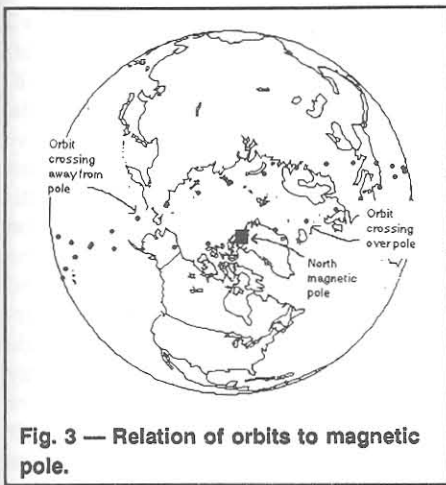 Orbit
crossing
away from
pole
Orbit
crossing
over pole
North
magnetic
pole
Fig. 3 — Relation of orbits to magnetic
pole.